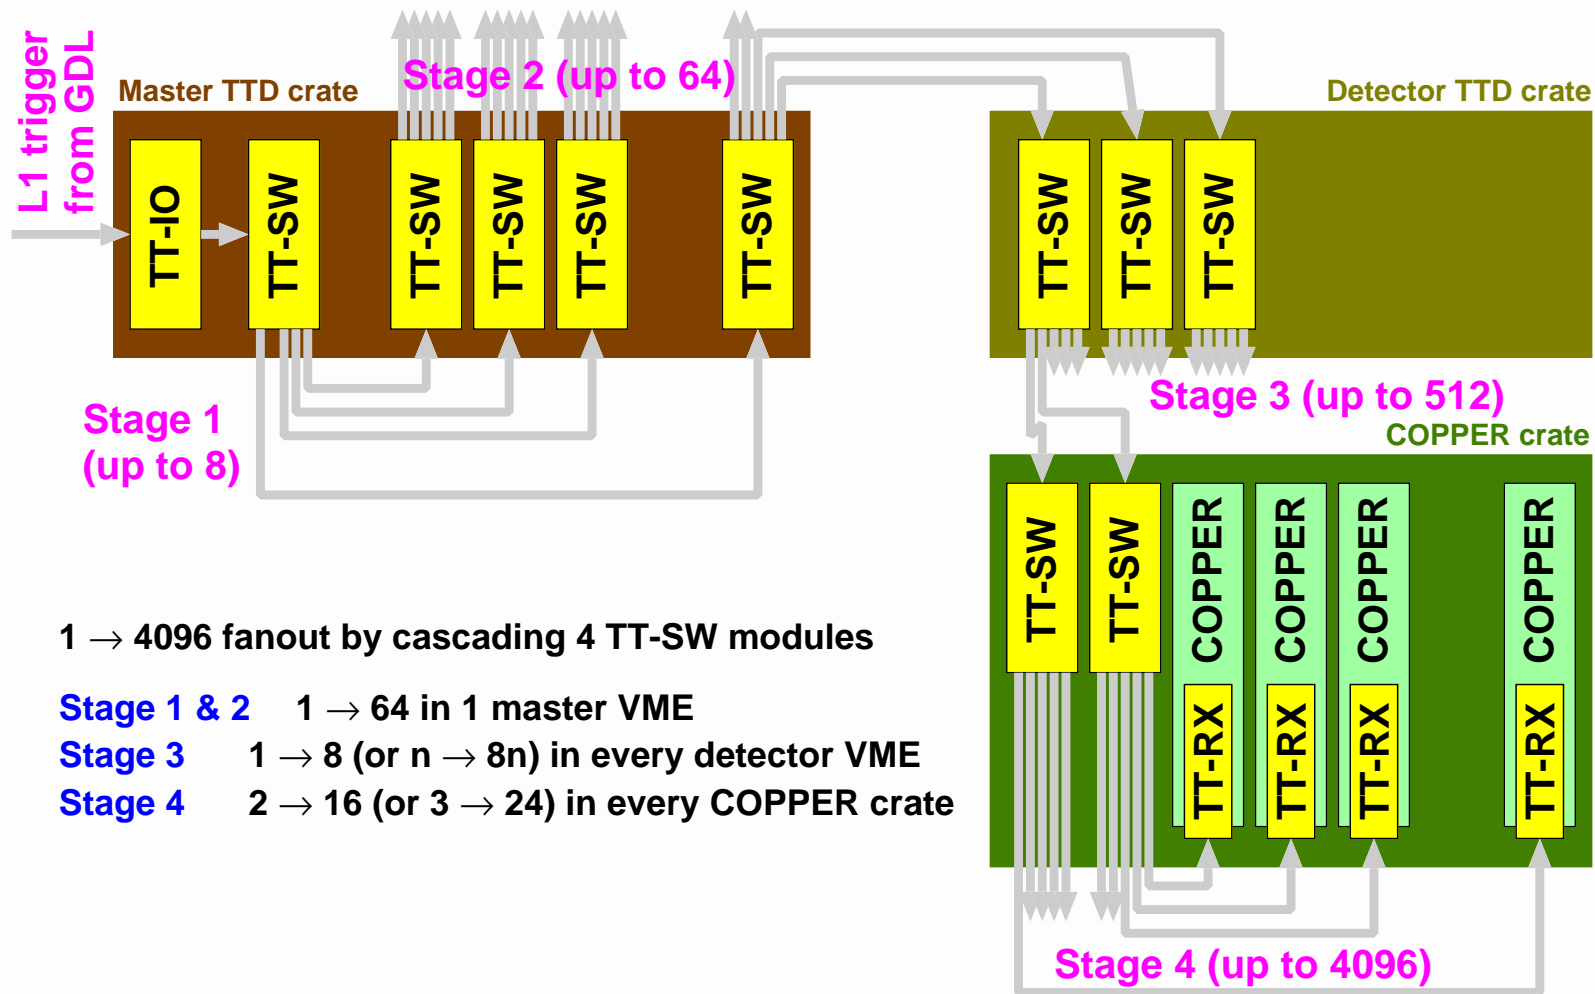 L1 trigger
from GDL
Master TTD crate
Stage 2 (up to 64)
Detector TTD crate
TT-IO
TT-SW
TT-SW
TT-SW
TT-SW
TT-SW
TT-SW
TT-SW
TT-SW
Stage 1
(up to 8)
Stage 3 (up to 512)
COPPER crate
TT-SW
TT-SW
COPPER
COPPER
COPPER
COPPER
TT-RX
TT-RX
TT-RX
TT-RX
Stage 4 (up to 4096)
1 → 4096 fanout by cascading 4 TT-SW modules
Stage 1 & 2 1 → 64 in 1 master VME
Stage 3 1 → 8 (or n → 8n) in every detector VME
Stage 4 2 → 16 (or 3 → 24) in every COPPER crate